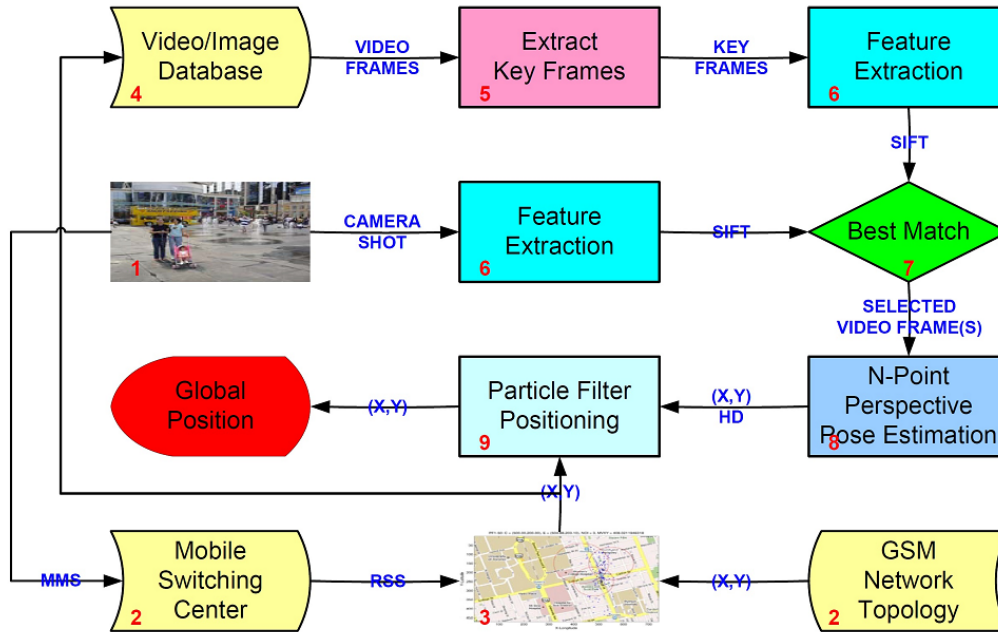 Video/Image
Database
4
VIDEO
FRAMES
Extract
Key Frames
5
KEY
FRAMES
Feature
Extraction
6
SIFT
1
CAMERA
SHOT
Feature
Extraction
6
SIFT
Best Match
7
SELECTED
VIDEO FRAME(S)
Global
Position
(X,Y)
Particle Filter
Positioning
9
(X,Y)
HD
N-Point
Perspective
Pose Estimation
8
(X,Y)
MMS
Mobile
Switching
Center
2
RSS
3
(X,Y)
GSM
Network
Topology
2